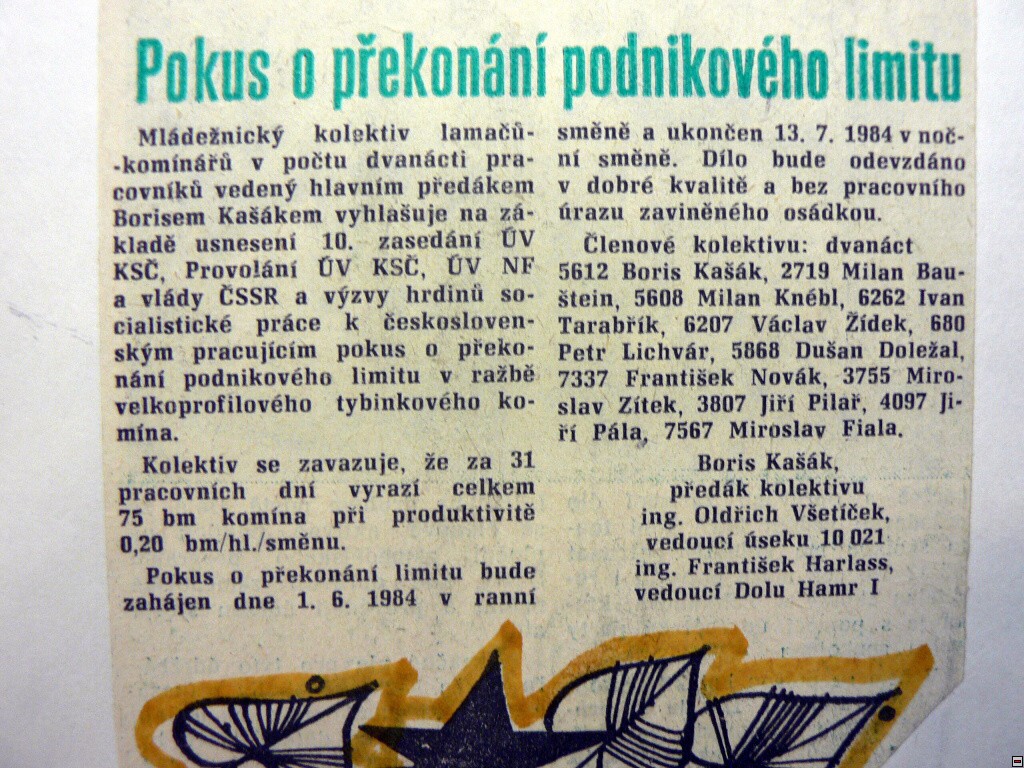 Pokus o překonání podnikového limitu
Mládežnický kolektiv lamačů-
-komínářů v počtu dvanácti pra-
covníků vedený hlavním předákem
Borisem Kašákem vyhlašuje na zá-
kladě usnesení 10. zasedání ÚV
KSČ, Provolání ÚV KSČ, ÚV NF
a vlády ČSSR a výzvy hrdinů so-
cialistické práce k českosloven-
ským pracujícím pokus o překo-
nání podnikového limitu v ražbě
velkoprofilového tybinkového ko-
mína.
Kolektiv se zavazuje, že za 31
pracovních dní vyrazí celkem
75 bm komína při produktivitě
0,20 bm/hl./směnu.
Pokus o překonání limitu bude
zahájen dne 1. 6. 1984 v ranní
směně a ukončen 13. 7. 1984 v noč-
ní směně. Dílo bude odevzdáno
v dobré kvalitě a bez pracovního
úrazu zaviněného osádkou.
Členové kolektivu: dvanáct
5612 Boris Kašák, 2719 Milan Bau-
štein, 5608 Milan Knébl, 6262 Ivan
Tarabřík, 6207 Václav Žídek, 680
Petr Lichvár, 5868 Dušan Doležal,
7337 František Novák, 3755 Miro-
slav Zítek, 3807 Jiří Pilař, 4097 Ji-
ří Pála, 7567 Miroslav Fiala.
Boris Kašák,
předák kolektivu
ing. Oldřich Všetíček,
vedoucí úseku 10 021
ing. František Harlass,
vedoucí Dolu Hamr I